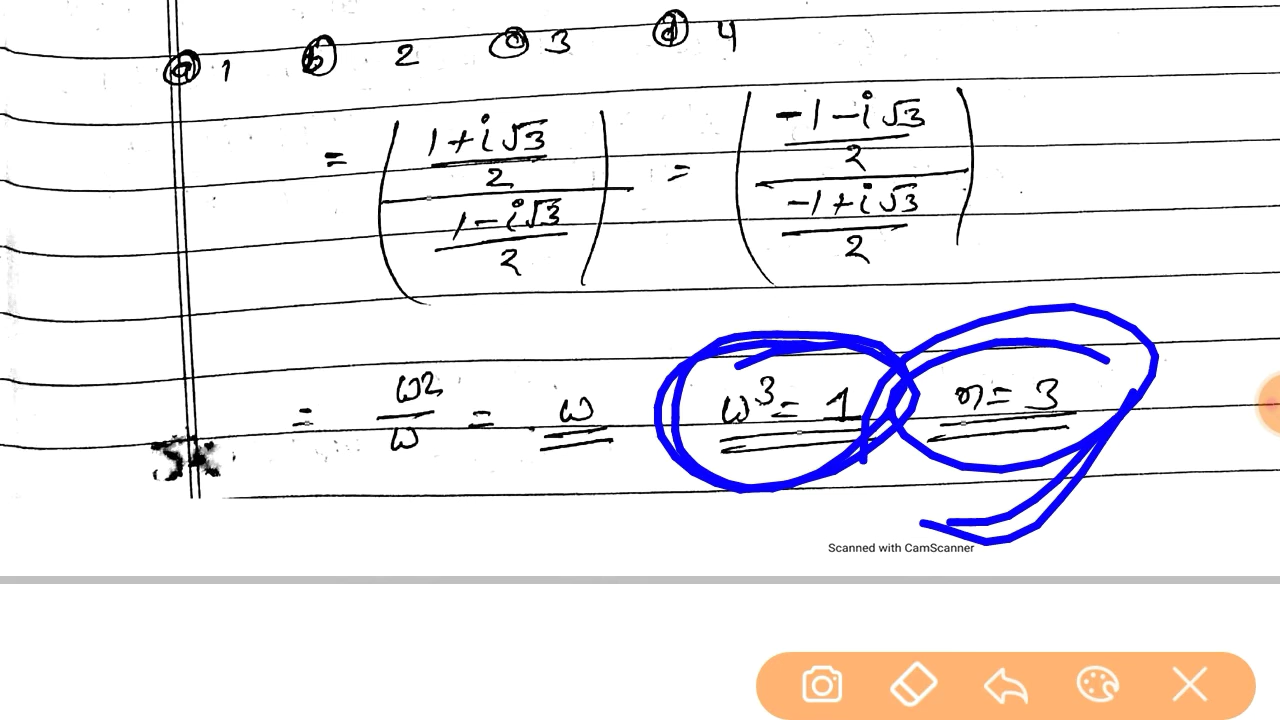 ⓐ 1 ⓑ 2 ⓒ 3 ⓓ 4
= ((1+i√3)/2 / (1-i√3)/2) = ((-1-i√3)/2 / (-1+i√3)/2)
= ω2/ω = ω ω³= 1 n= 3
Scanned with CamScanner